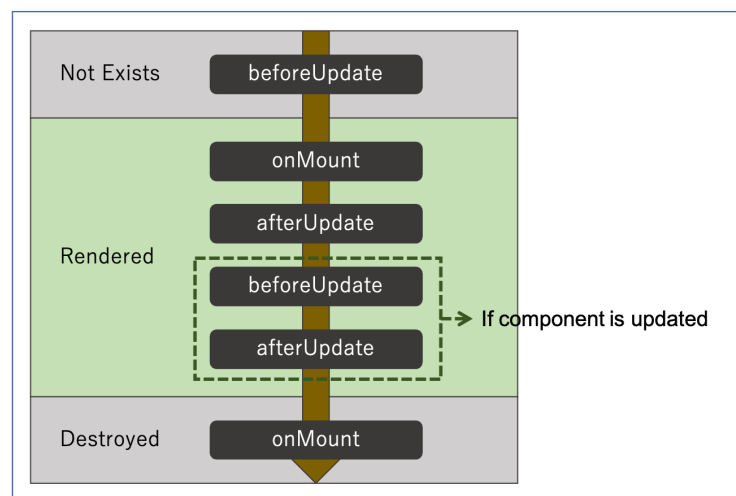 Not Exists
beforeUpdate
onMount
afterUpdate
Rendered
beforeUpdate
If component is updated
afterUpdate
Destroyed
onMount